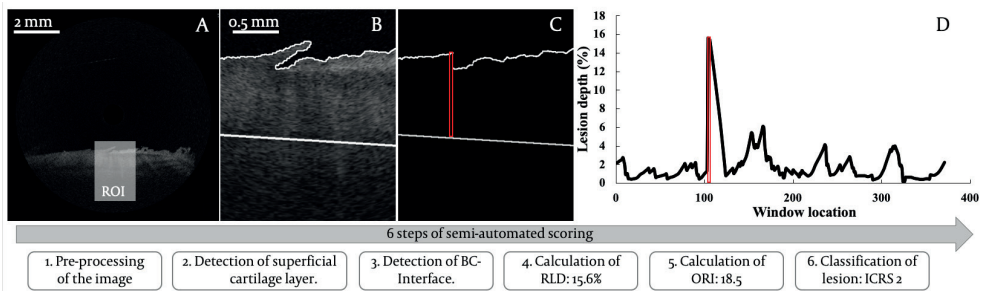 2 mm
A
ROI
0.5 mm
B
C
D
Lesion depth (%)
18
16
14
12
10
8
6
4
2
0
0
100
200
300
400
Window location
6 steps of semi-automated scoring
1. Pre-processing
of the image
2. Detection of superficial
cartilage layer.
3. Detection of BC-
Interface.
4. Calculation of
RLD: 15.6%
5. Calculation of
ORI: 18.5
6. Classification of
lesion: ICRS 2